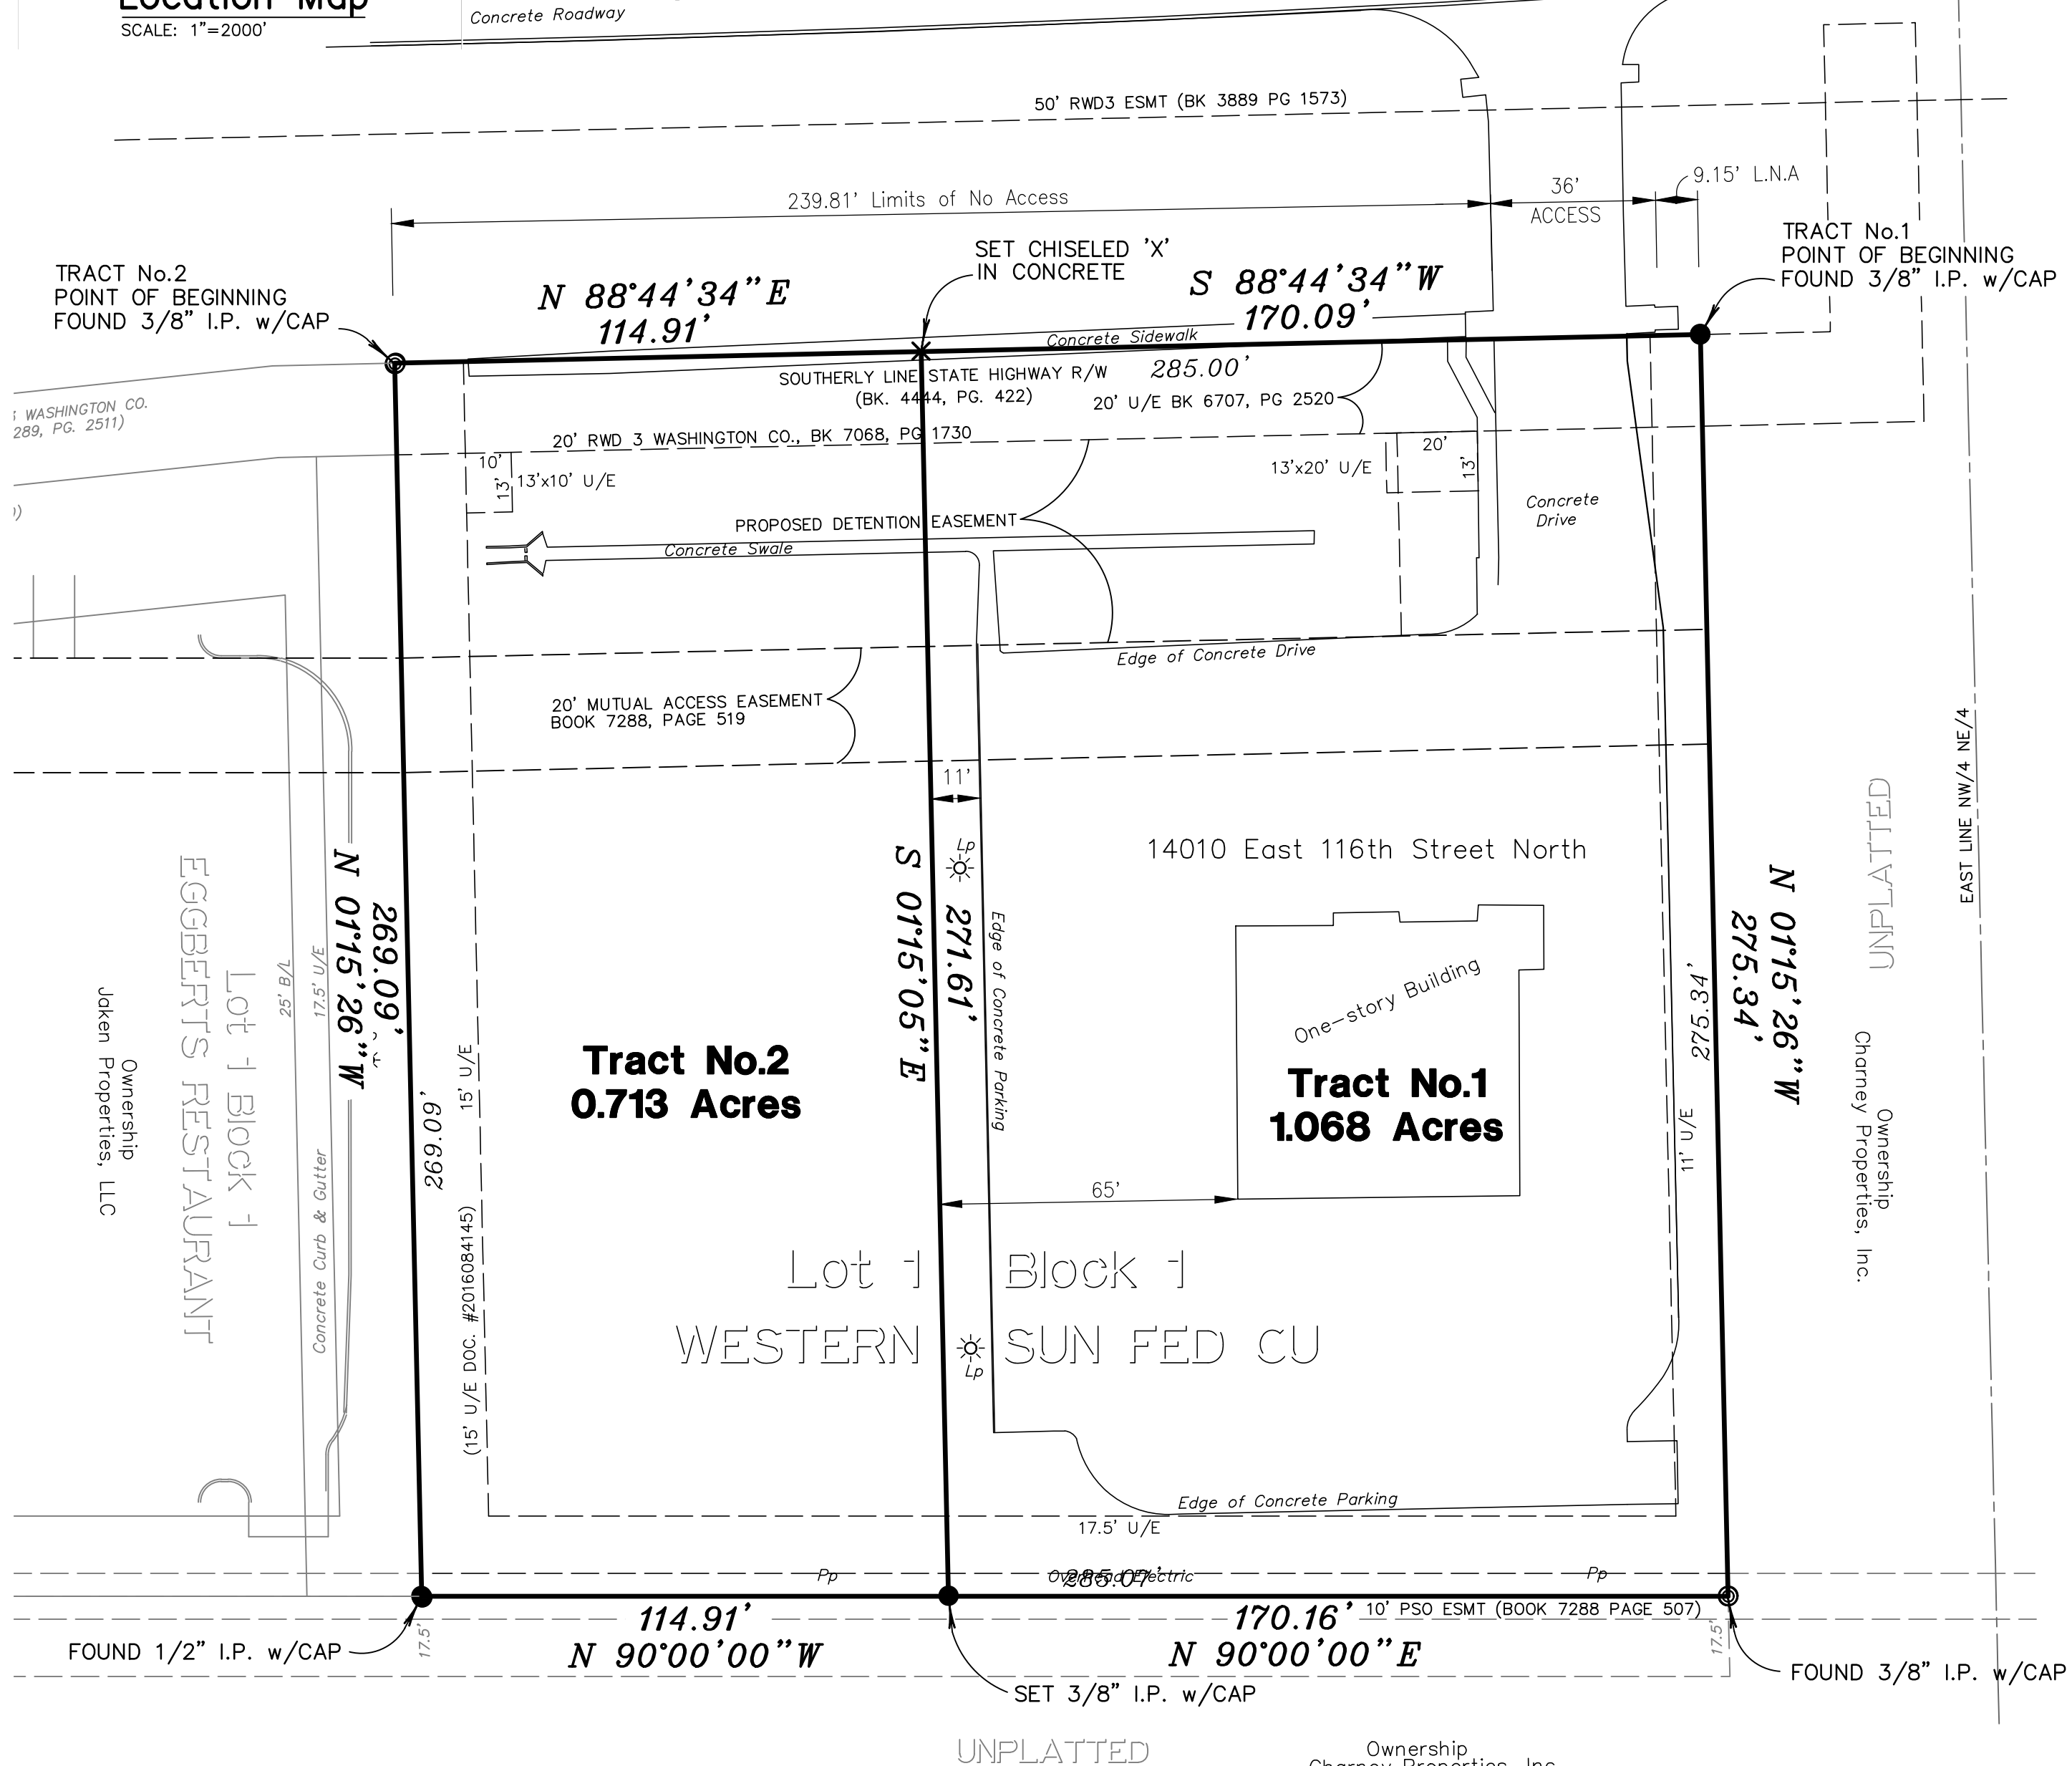 Location Map
SCALE: 1"=2000'
Concrete Roadway
50' RWD3 ESMT (BK 3889 PG 1573)
239.81' Limits of No Access
36'
ACCESS
9.15' L.N.A
TRACT No.1
POINT OF BEGINNING
FOUND 3/8" I.P. w/CAP
SET CHISELED 'X'
IN CONCRETE
TRACT No.2
POINT OF BEGINNING
FOUND 3/8" I.P. w/CAP
N 88°44'34"E
114.91'
S 88°44'34"W
170.09'
Concrete Sidewalk
SOUTHERLY LINE STATE HIGHWAY R/W
285.00'
(BK. 4444, PG. 422)
20' U/E BK 6707, PG 2520
WASHINGTON CO.
289, PG. 2511)
20' RWD 3 WASHINGTON CO., BK 7068, PG 1730
10'
13'
13'x10' U/E
13'x20' U/E
20'
13'
Concrete
Drive
PROPOSED DETENTION EASEMENT
Concrete Swale
Edge of Concrete Drive
20' MUTUAL ACCESS EASEMENT
BOOK 7288, PAGE 519
11'
Lp
14010 East 116th Street North
One-story Building
Tract No.1
1.068 Acres
Tract No.2
0.713 Acres
S 01°15'05"E
271.61'
Edge of Concrete Parking
N 01°15'26"W
269.09'
269.09'
15' U/E
(15' U/E DOC. #2016084145)
25' B/L
17.5' U/E
Concrete Curb & Gutter
Lot 1 Block 1
EGGBERTS RESTAURANT
Ownership
Jaken Properties, LLC
N 01°15'26"W
275.34'
275.34'
11' U/E
UNPLATTED
EAST LINE NW/4 NE/4
Ownership
Charney Properties, Inc.
65'
Lot 1 Block 1
WESTERN SUN FED CU
Lp
Edge of Concrete Parking
17.5' U/E
Pp
Overhead Electric
285.07'
Pp
114.91'
N 90°00'00"W
170.16'
N 90°00'00"E
10' PSO ESMT (BOOK 7288 PAGE 507)
17.5'
17.5'
FOUND 1/2" I.P. w/CAP
SET 3/8" I.P. w/CAP
FOUND 3/8" I.P. w/CAP
UNPLATTED
Ownership
Charney Properties, Inc